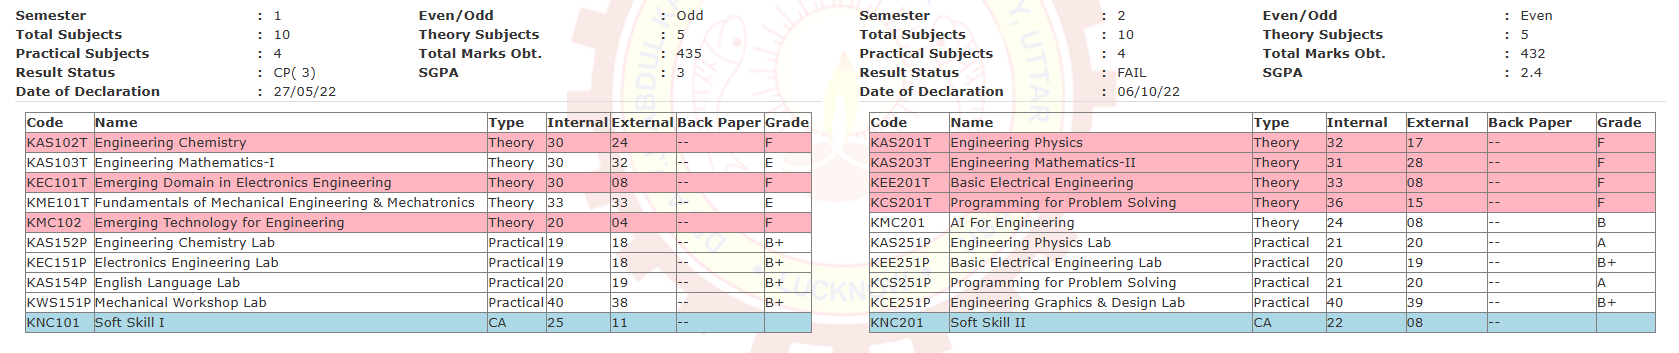 Semester : 1 Even/Odd : Odd
Total Subjects : 10 Theory Subjects : 5
Practical Subjects : 4 Total Marks Obt. : 435
Result Status : CP( 3) SGPA : 3
Date of Declaration : 27/05/22
Code Name Type Internal External Back Paper Grade
KAS102T Engineering Chemistry Theory 30 24 -- F
KAS103T Engineering Mathematics-I Theory 30 32 -- E
KEC101T Emerging Domain in Electronics Engineering Theory 30 08 -- F
KME101T Fundamentals of Mechanical Engineering & Mechatronics Theory 33 33 -- E
KMC102 Emerging Technology for Engineering Theory 20 04 -- F
KAS152P Engineering Chemistry Lab Practical 19 18 -- B+
KEC151P Electronics Engineering Lab Practical 19 18 -- B+
KAS154P English Language Lab Practical 20 19 -- B+
KWS151P Mechanical Workshop Lab Practical 40 38 -- B+
KNC101 Soft Skill I CA 25 11 --
Semester : 2 Even/Odd : Even
Total Subjects : 10 Theory Subjects : 5
Practical Subjects : 4 Total Marks Obt. : 432
Result Status : FAIL SGPA : 2.4
Date of Declaration : 06/10/22
Code Name Type Internal External Back Paper Grade
KAS201T Engineering Physics Theory 32 17 -- F
KAS203T Engineering Mathematics-II Theory 31 28 -- F
KEE201T Basic Electrical Engineering Theory 33 08 -- F
KCS201T Programming for Problem Solving Theory 36 15 -- F
KMC201 AI For Engineering Theory 24 08 -- B
KAS251P Engineering Physics Lab Practical 21 20 -- A
KEE251P Basic Electrical Engineering Lab Practical 20 19 -- B+
KCS251P Programming for Problem Solving Practical 21 20 -- A
KCE251P Engineering Graphics & Design Lab Practical 40 39 -- B+
KNC201 Soft Skill II CA 22 08 --